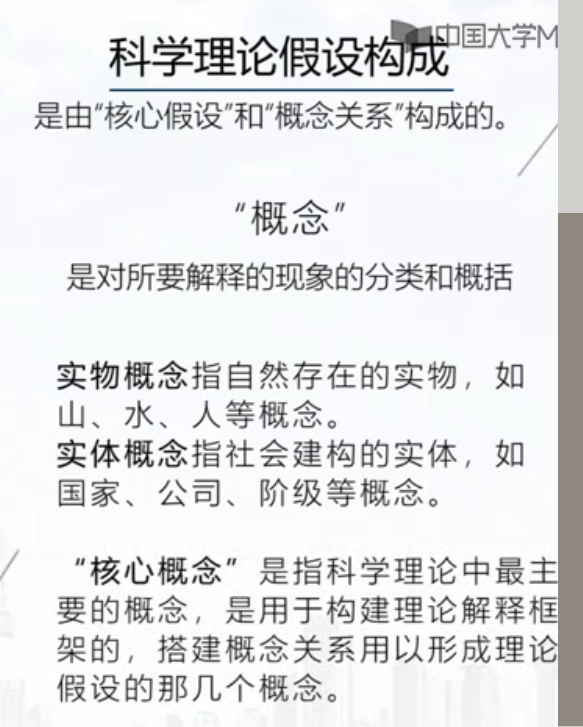 中国大学M
科学理论假设构成
是由“核心假设”和“概念关系”构成的。
“概念”
是对所要解释的现象的分类和概括
实物概念指自然存在的实物，如
山、水、人等概念。
实体概念指社会建构的实体，如
国家、公司、阶级等概念。
“核心概念”是指科学理论中最主
要的概念，是用于构建理论解释框
架的，搭建概念关系用以形成理论
假设的那几个概念。